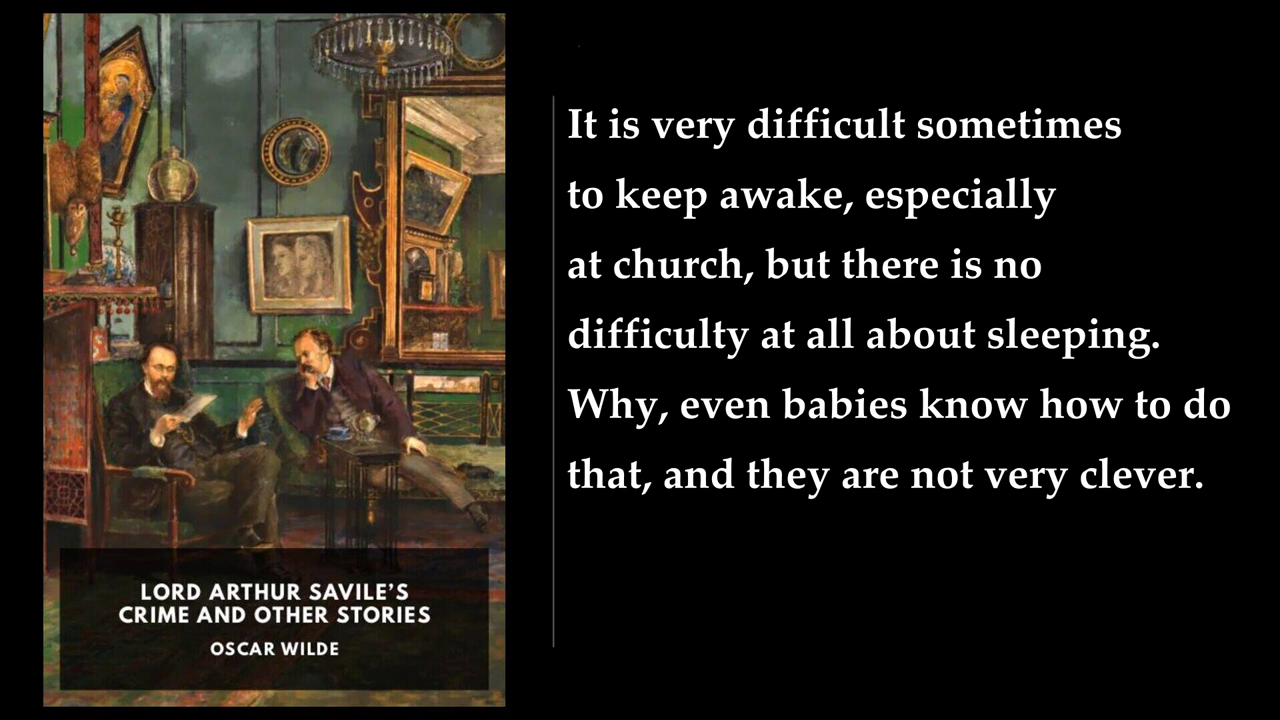 It is very difficult sometimes
to keep awake, especially
at church, but there is no
difficulty at all about sleeping.
Why, even babies know how to do
that, and they are not very clever.
LORD ARTHUR SAVILE’S
CRIME AND OTHER STORIES
OSCAR WILDE